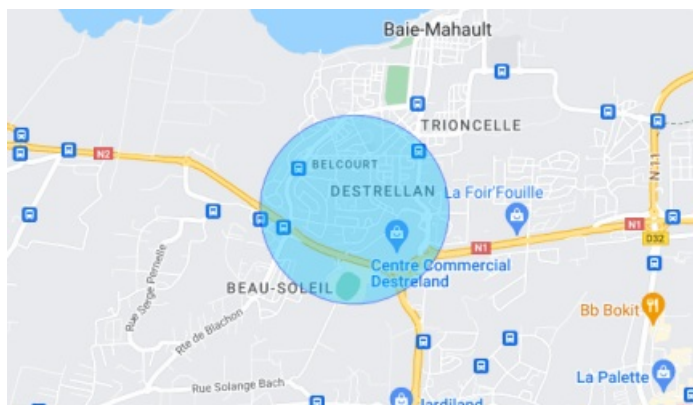 Baie-Mahault
TRIONCELLE
BELCOURT
N2
DESTRELLAN
La Foir'Fouille
N11
N1
N1
D32
Centre Commercial
Destreland
BEAU-SOLEIL
Rue Serge Pernelle
Rte de Blachon
Bb Bokit
La Palette
Rue Solange Bach
Jardiland